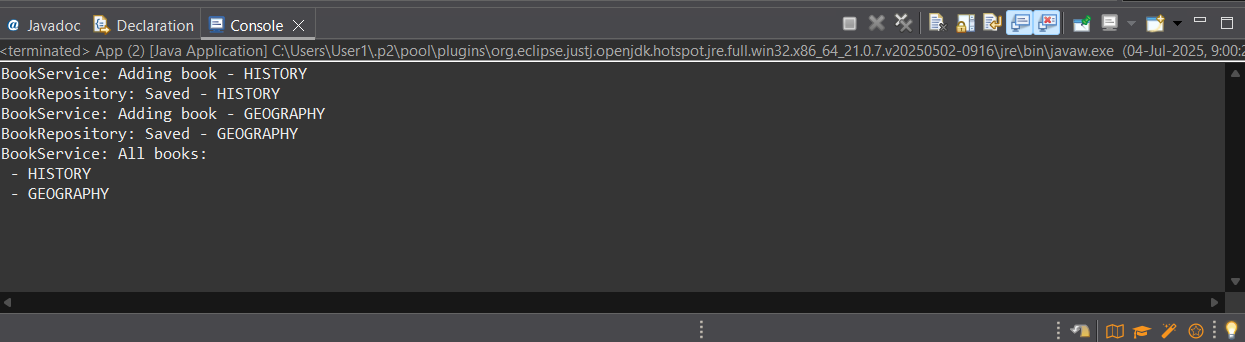 @ Javadoc Declaration Console
<terminated> App (2) [Java Application] C:\Users\User1\.p2\pool\plugins\org.eclipse.justj.openjdk.hotspot.jre.full.win32.x86_64_21.0.7.v20250502-0916\jre\bin\javaw.exe (04-Jul-2025, 9:00:2
BookService: Adding book - HISTORY
BookRepository: Saved - HISTORY
BookService: Adding book - GEOGRAPHY
BookRepository: Saved - GEOGRAPHY
BookService: All books:
- HISTORY
- GEOGRAPHY